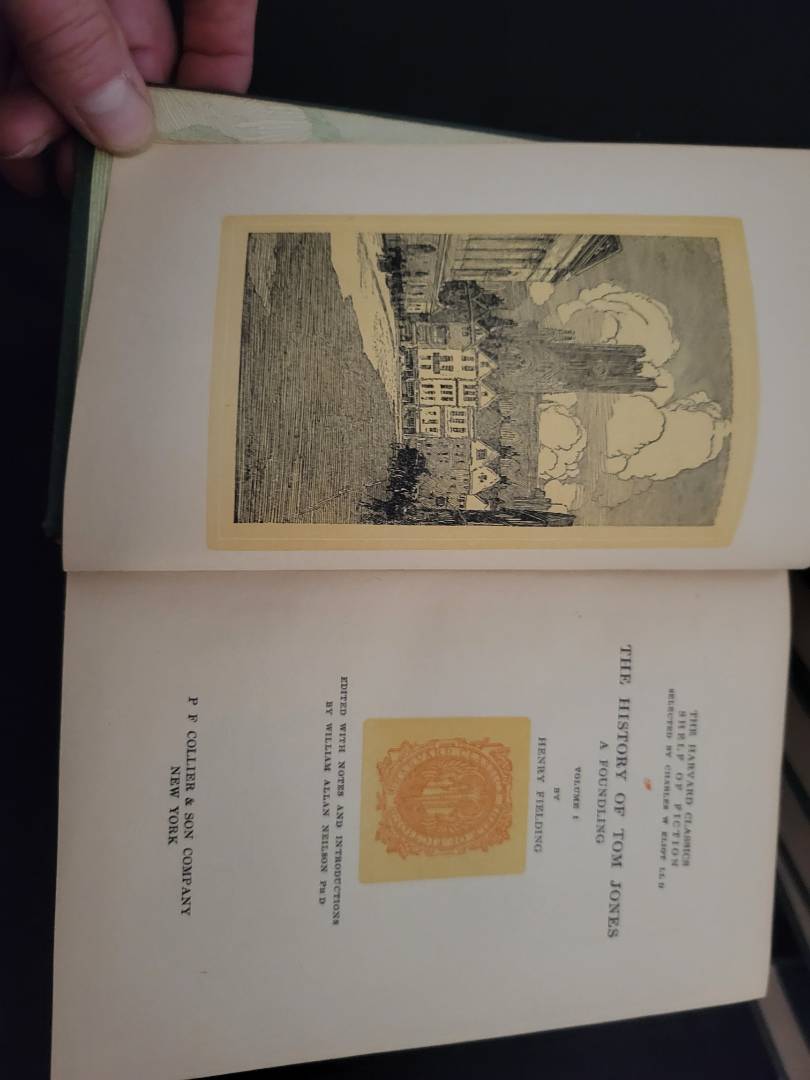 THE HARVARD CLASSICS
SHELF OF FICTION
SELECTED BY CHARLES W ELIOT LL D
THE HISTORY OF TOM JONES
A FOUNDLING
VOLUME I
BY
HENRY FIELDING
EDITED WITH NOTES AND INTRODUCTIONS
BY WILLIAM ALLAN NEILSON PH D
P F COLLIER & SON COMPANY
NEW YORK